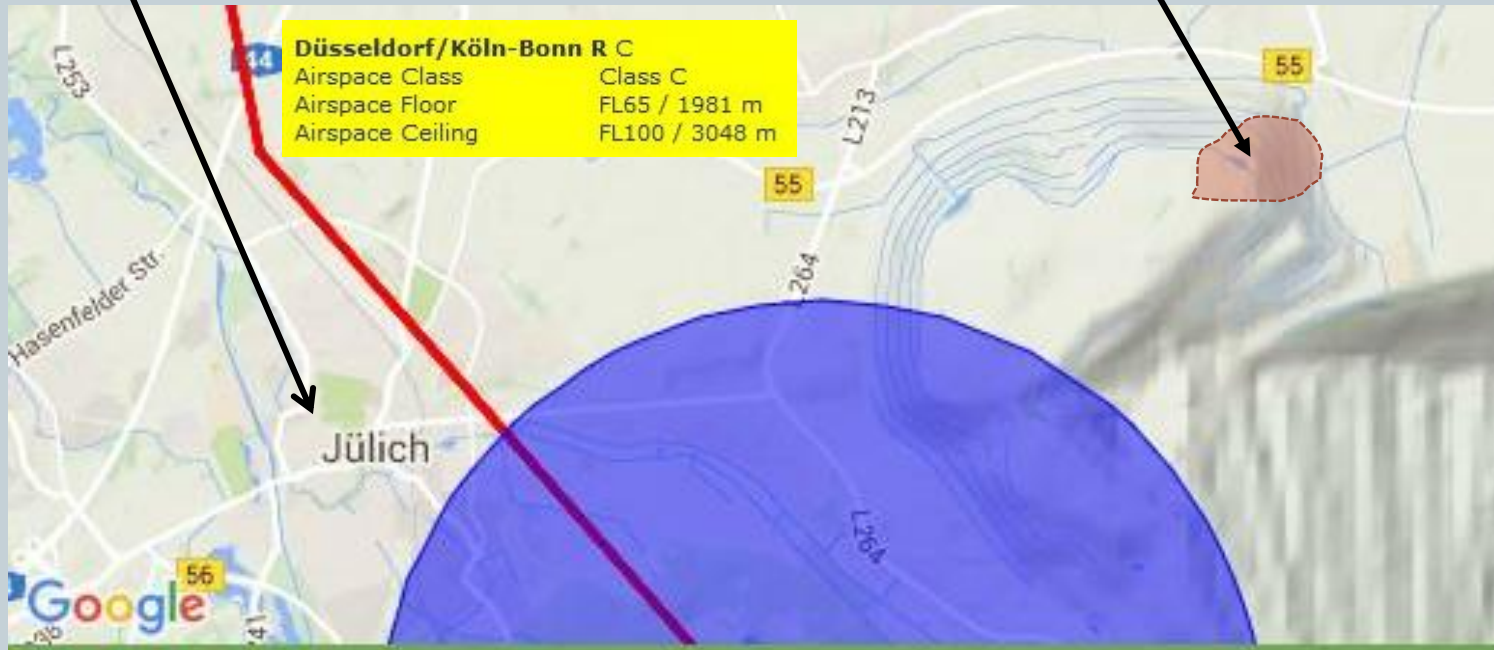 Düsseldorf/Köln-Bonn R C
Airspace Class Class C
Airspace Floor FL65 / 1981 m
Airspace Ceiling FL100 / 3048 m
44
L253
55
L213
55
L264
Hasenfelder Str.
Jülich
L264
56
Google